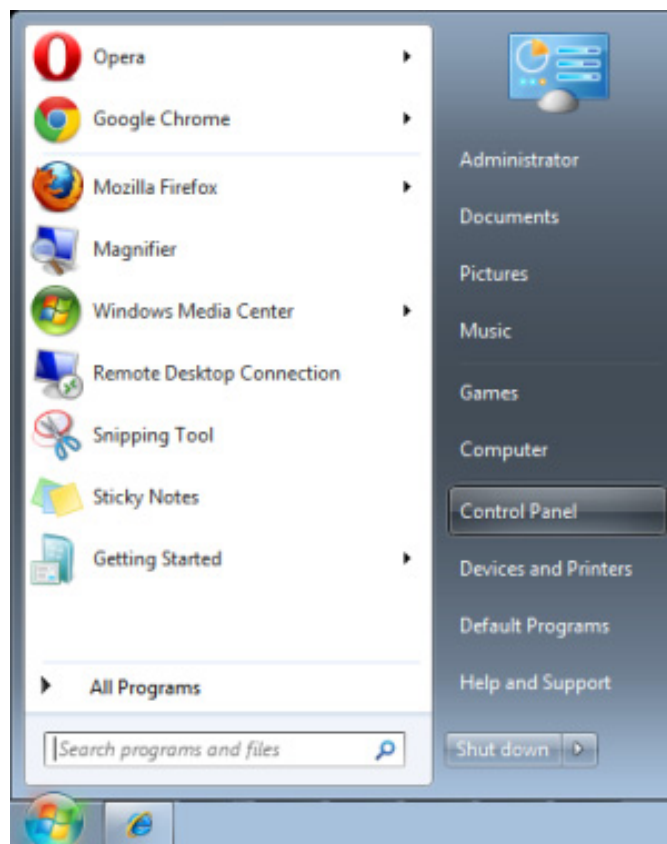 Opera
Google Chrome
Mozilla Firefox
Magnifier
Windows Media Center
Remote Desktop Connection
Snipping Tool
Sticky Notes
Getting Started
All Programs
Search programs and files
Administrator
Documents
Pictures
Music
Games
Computer
Control Panel
Devices and Printers
Default Programs
Help and Support
Shut down